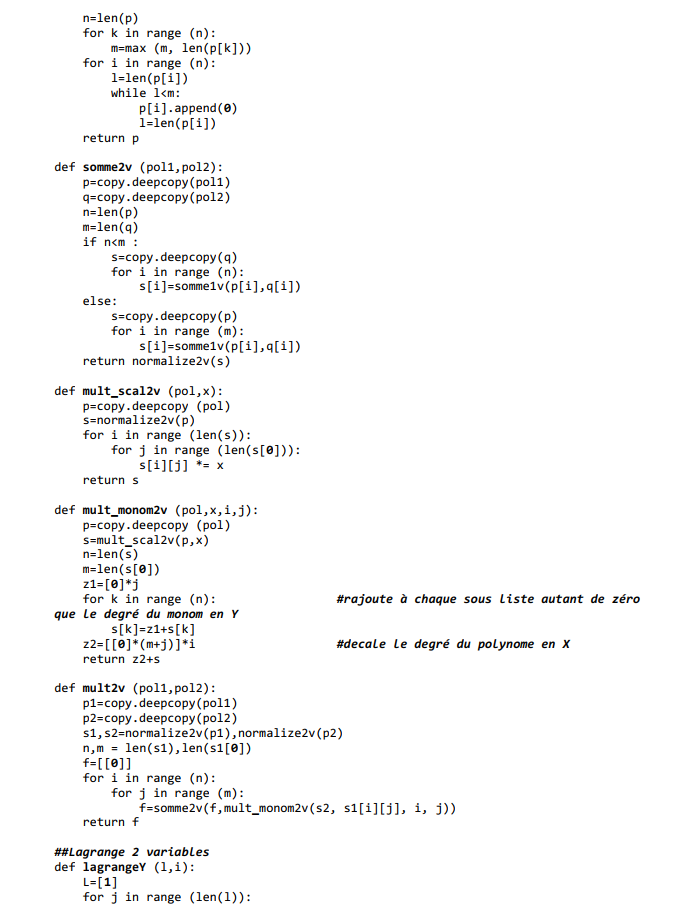 n=len(p)
for k in range (n):
m=max (m, len(p[k]))
for i in range (n):
l=len(p[i])
while l<m:
p[i].append(0)
l=len(p[i])
return p
def somme2v (pol1,pol2):
p=copy.deepcopy(pol1)
q=copy.deepcopy(pol2)
n=len(p)
m=len(q)
if n<m :
s=copy.deepcopy(q)
for i in range (n):
s[i]=somme1v(p[i],q[i])
else:
s=copy.deepcopy(p)
for i in range (m):
s[i]=somme1v(p[i],q[i])
return normalize2v(s)
def mult_scal2v (pol,x):
p=copy.deepcopy (pol)
s=normalize2v(p)
for i in range (len(s)):
for j in range (len(s[0])):
s[i][j] *= x
return s
def mult_monom2v (pol,x,i,j):
p=copy.deepcopy (pol)
s=mult_scal2v(p,x)
n=len(s)
m=len(s[0])
z1=[0]*j
for k in range (n): #rajoute à chaque sous liste autant de zéro
que le degré du monom en Y
s[k]=z1+s[k]
z2=[[0]*(m+j)]*i #decale le degré du polynome en X
return z2+s
def mult2v (pol1,pol2):
p1=copy.deepcopy(pol1)
p2=copy.deepcopy(pol2)
s1,s2=normalize2v(p1),normalize2v(p2)
n,m = len(s1),len(s1[0])
f=[[0]]
for i in range (n):
for j in range (m):
f=somme2v(f,mult_monom2v(s2, s1[i][j], i, j))
return f
##Lagrange 2 variables
def lagrangeY (l,i):
L=[1]
for j in range (len(l)):